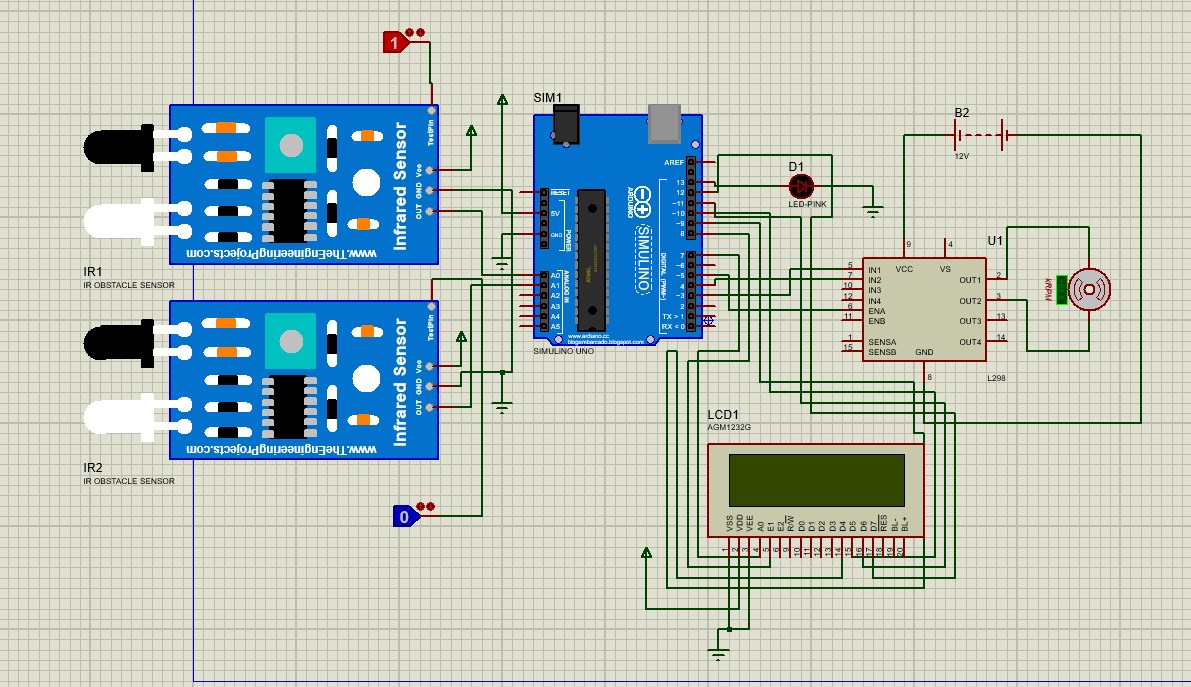 1
TestPin
Vcc
GND
OUT
Infrared Sensor
www.TheEngineeringProjects.com
IR1
IR OBSTACLE SENSOR
TestPin
Vcc
GND
OUT
Infrared Sensor
www.TheEngineeringProjects.com
IR2
IR OBSTACLE SENSOR
0
SIM1
AREF
13
12
~11
~10
~9
8
7
~6
~5
4
~3
2
TX > 1
RX < 0
RESET
5V
GND
POWER
A0
A1
A2
A3
A4
A5
ANALOG IN
ARDUINO
SIMULINO
DIGITAL (PWM~)
www.arduino.cc
blogembarcado.blogspot.com
SIMULINO UNO
D1
LED-PINK
B2
12V
U1
9
4
VCC
VS
5 IN1
7 IN2
10 IN3
12 IN4
6 ENA
11 ENB
1 SENSA
15 SENSB
OUT1 2
OUT2 3
OUT3 13
OUT4 14
GND
8
L298
LCD1
AGM1232G
VSS
VDD
VEE
A0
E1
E2
R/W
D0
D1
D2
D3
D4
D5
D6
D7
RES
BL-
BL+
1
2
3
4
5
6
9
10
11
12
13
14
15
16
17
18
19
20